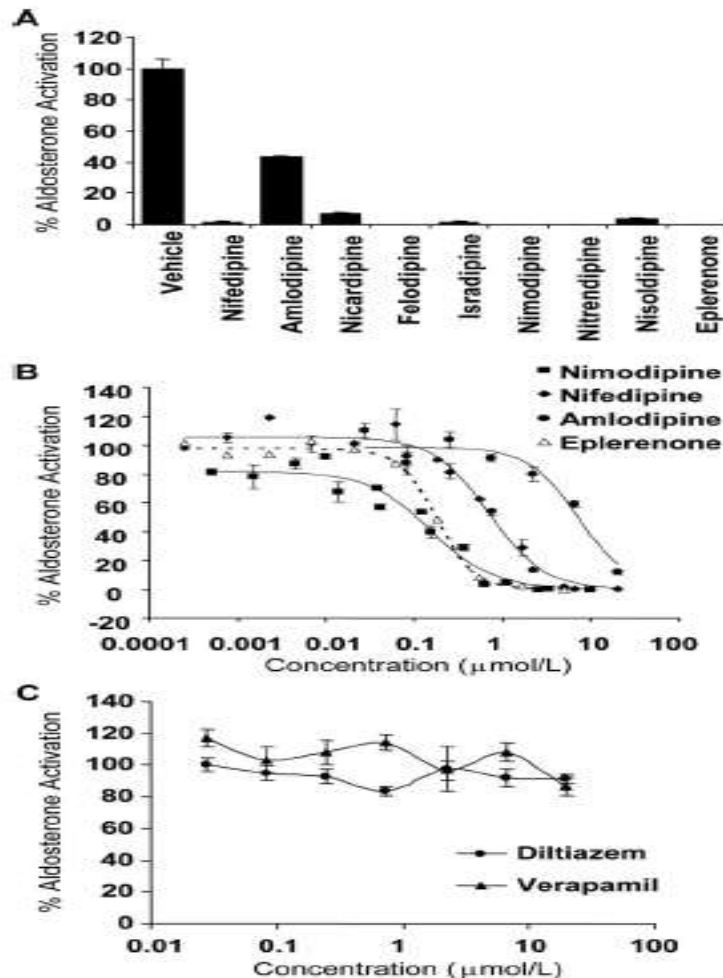 A
% Aldosterone Activation
120
100
80
60
40
20
0
Vehicle
Nifedipine
Amlodipine
Nicardipine
Felodipine
Isradipine
Nimodipine
Nitrendipine
Nisoldipine
Eplerenone
B
% Aldosterone Activation
140
120
100
80
60
40
20
0
-20
Nimodipine
Nifedipine
Amlodipine
Eplerenone
0.0001 0.001 0.01 0.1 1 10 100
Concentration (μmol/L)
C
% Aldosterone Activation
140
120
100
80
60
40
20
0
Diltiazem
Verapamil
0.01 0.1 1 10 100
Concentration (μmol/L)